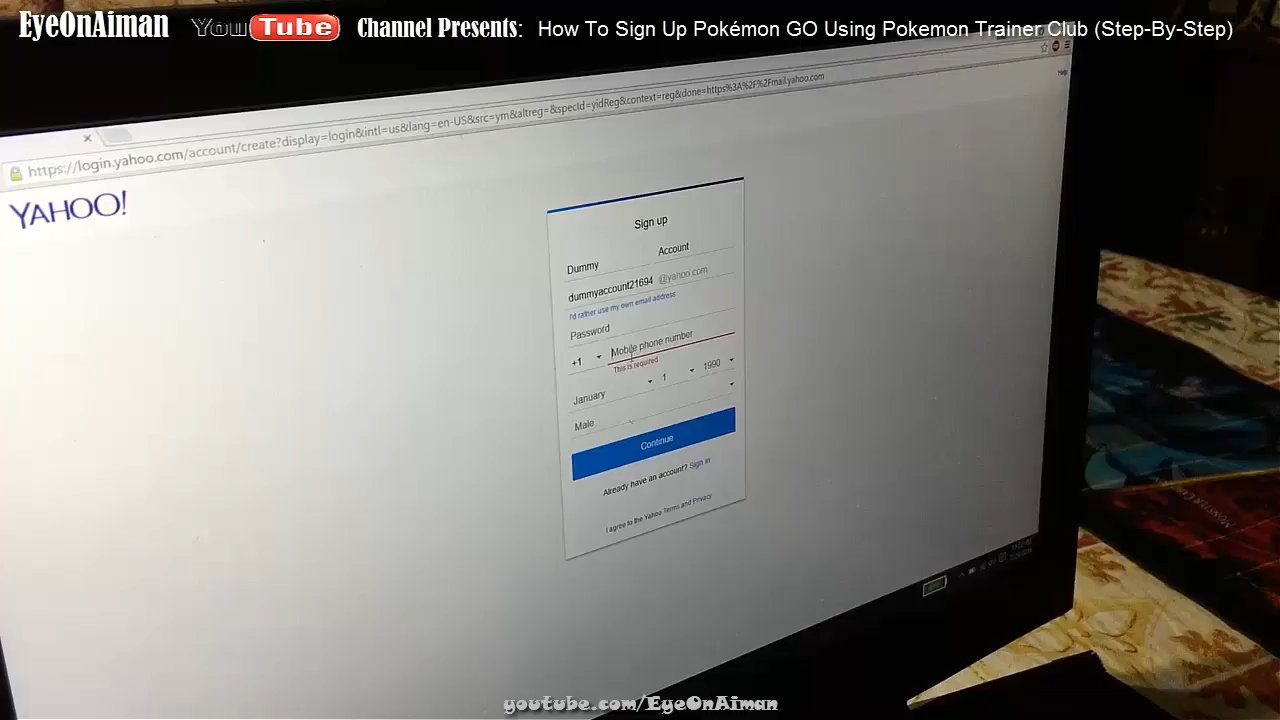 EyeOnAiman YouTube Channel Presents: How To Sign Up Pokémon GO Using Pokemon Trainer Club (Step-By-Step)
https://login.yahoo.com/account/create?display=login&intl=us&lang=en-US&src=ym&altreg=&specId=yidReg&context=reg&done=https%3A%2F%2Fmail.yahoo.com
Help
YAHOO!
Sign up
Dummy Account
dummyaccount21694 @yahoo.com
I'd rather use my own email address
Password
+1 Mobile phone number
This is required.
January 1 1990
Male
Continue
Already have an account? Sign in
I agree to the Yahoo Terms and Privacy
youtube.com/EyeOnAiman